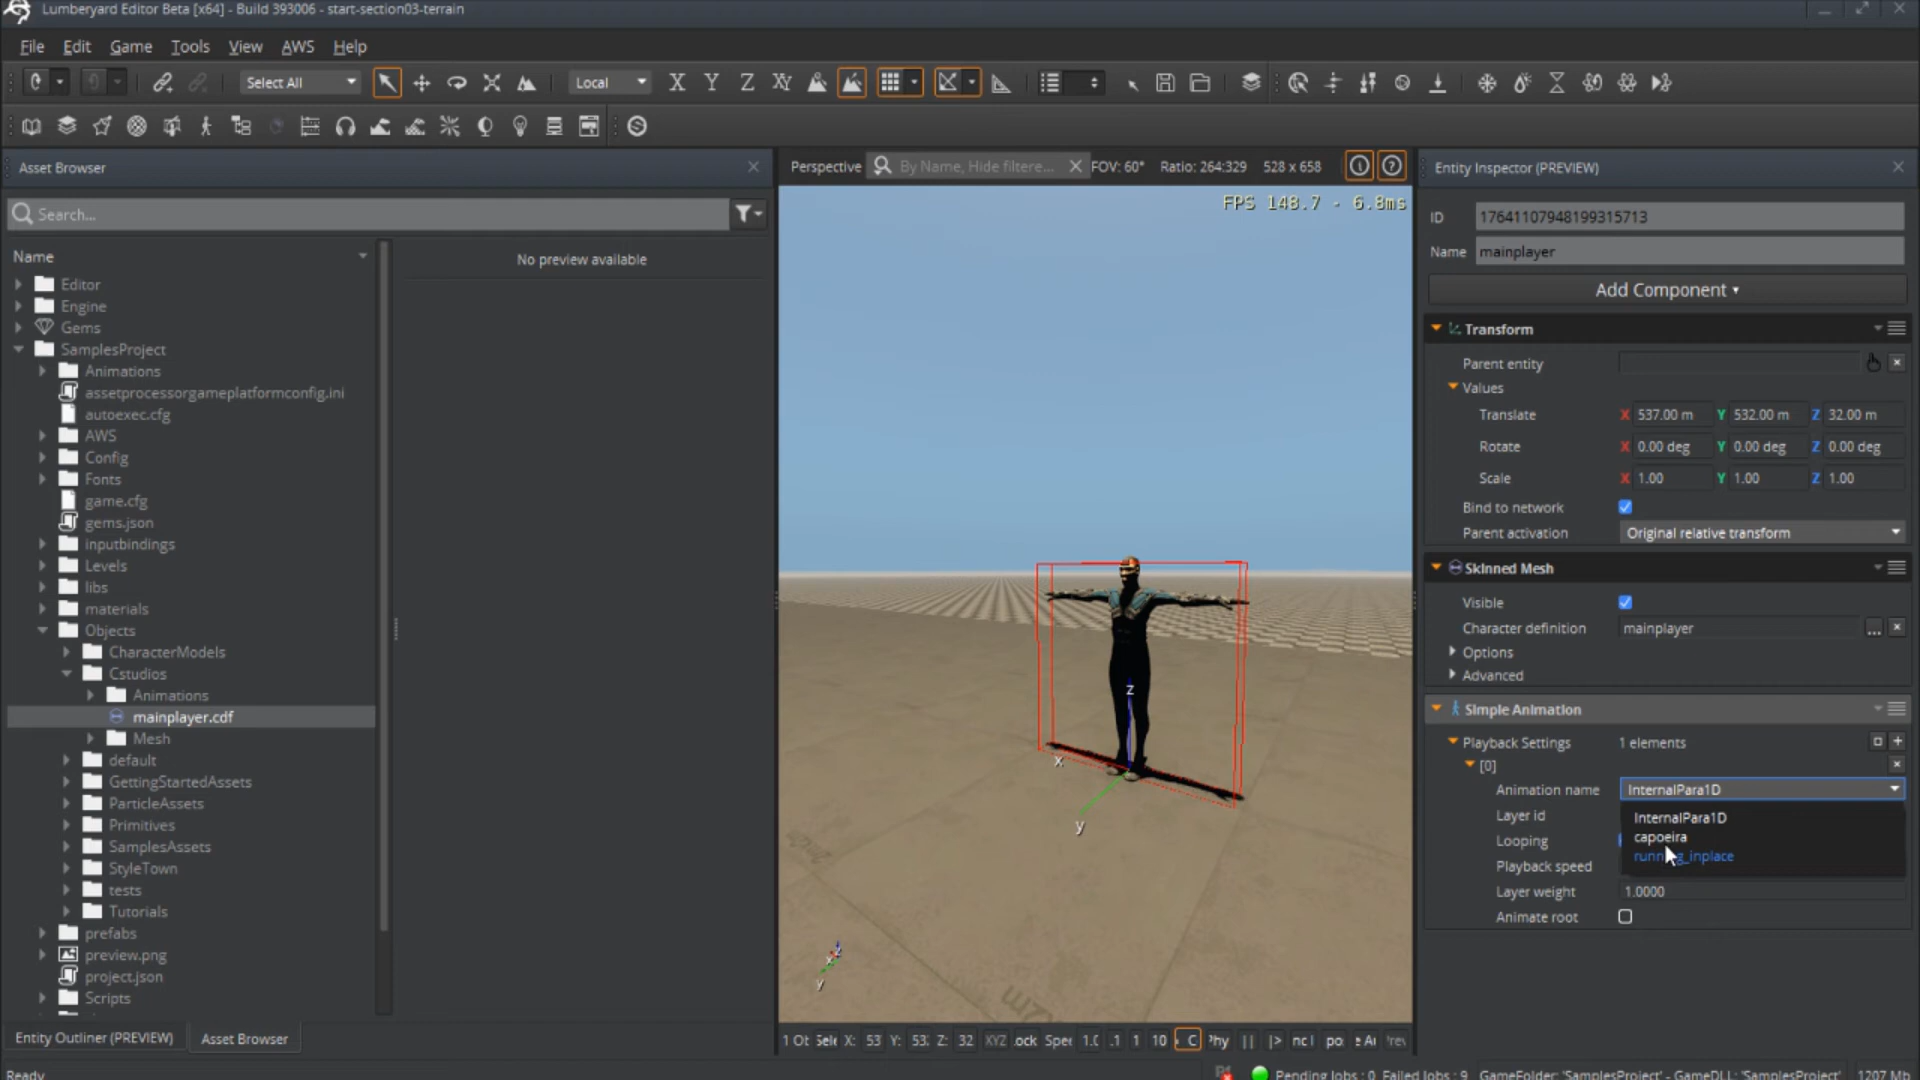 Lumberyard Editor Beta [x64] - Build 393006 - start-section03-terrain
File Edit Game Tools View AWS Help
Select All Local X Y Z XY
Asset Browser
Search...
Name
Editor
Engine
Gems
SamplesProject
Animations
assetprocessorgameplatformconfig.ini
autoexec.cfg
AWS
Config
Fonts
game.cfg
gems.json
inputbindings
Levels
libs
materials
Objects
CharacterModels
Cstudios
Animations
mainplayer.cdf
Mesh
default
GettingStartedAssets
ParticleAssets
Primitives
SamplesAssets
StyleTown
tests
Tutorials
prefabs
preview.png
project.json
Scripts
Entity Outliner (PREVIEW) Asset Browser
Ready
No preview available
Perspective By Name, Hide filtere... FOV: 60° Ratio: 264:329 528 x 658
FPS 148.7 - 6.8ms
z
x
y
z
x
y
1 Ot Sele X: 53 Y: 53 Z: 32 XYZ .ock Spee 1.0 .1 1 10 C 'hy || |> nc po
Entity Inspector (PREVIEW)
ID 17641107948199315713
Name mainplayer
Add Component
Transform
Parent entity
Values
Translate X 537.00 m Y 532.00 m Z 32.00 m
Rotate X 0.00 deg Y 0.00 deg Z 0.00 deg
Scale X 1.00 Y 1.00 Z 1.00
Bind to network
Parent activation Original relative transform
Skinned Mesh
Visible
Character definition mainplayer ...
Options
Advanced
Simple Animation
Playback Settings 1 elements
[0]
Animation name InternalPara1D
InternalPara1D
capoeira
running_inplace
Layer id
Looping
Playback speed
Layer weight 1.0000
Animate root
Pending Jobs : 0 Failed Jobs : 9 GameFolder: 'SamplesProject' - GameDLL: 'SamplesProject' 1207 Mb